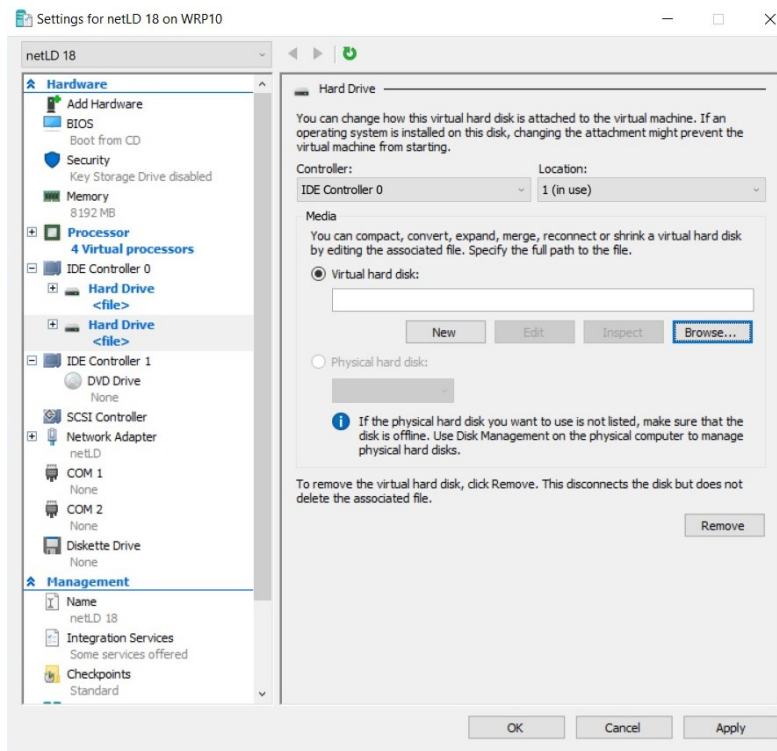 Settings for netLD 18 on WRP10
netLD 18
Hardware
Add Hardware
BIOS
Boot from CD
Security
Key Storage Drive disabled
Memory
8192 MB
Processor
4 Virtual processors
IDE Controller 0
Hard Drive
<file>
Hard Drive
<file>
IDE Controller 1
DVD Drive
None
SCSI Controller
Network Adapter
netLD
COM 1
None
COM 2
None
Diskette Drive
None
Management
Name
netLD 18
Integration Services
Some services offered
Checkpoints
Standard
Hard Drive
You can change how this virtual hard disk is attached to the virtual machine. If an
operating system is installed on this disk, changing the attachment might prevent the
virtual machine from starting.
Controller:
Location:
IDE Controller 0
1 (in use)
Media
You can compact, convert, expand, merge, reconnect or shrink a virtual hard disk
by editing the associated file. Specify the full path to the file.
Virtual hard disk:
New
Edit
Inspect
Browse...
Physical hard disk:
If the physical hard disk you want to use is not listed, make sure that the
disk is offline. Use Disk Management on the physical computer to manage
physical hard disks.
To remove the virtual hard disk, click Remove. This disconnects the disk but does not
delete the associated file.
Remove
OK
Cancel
Apply